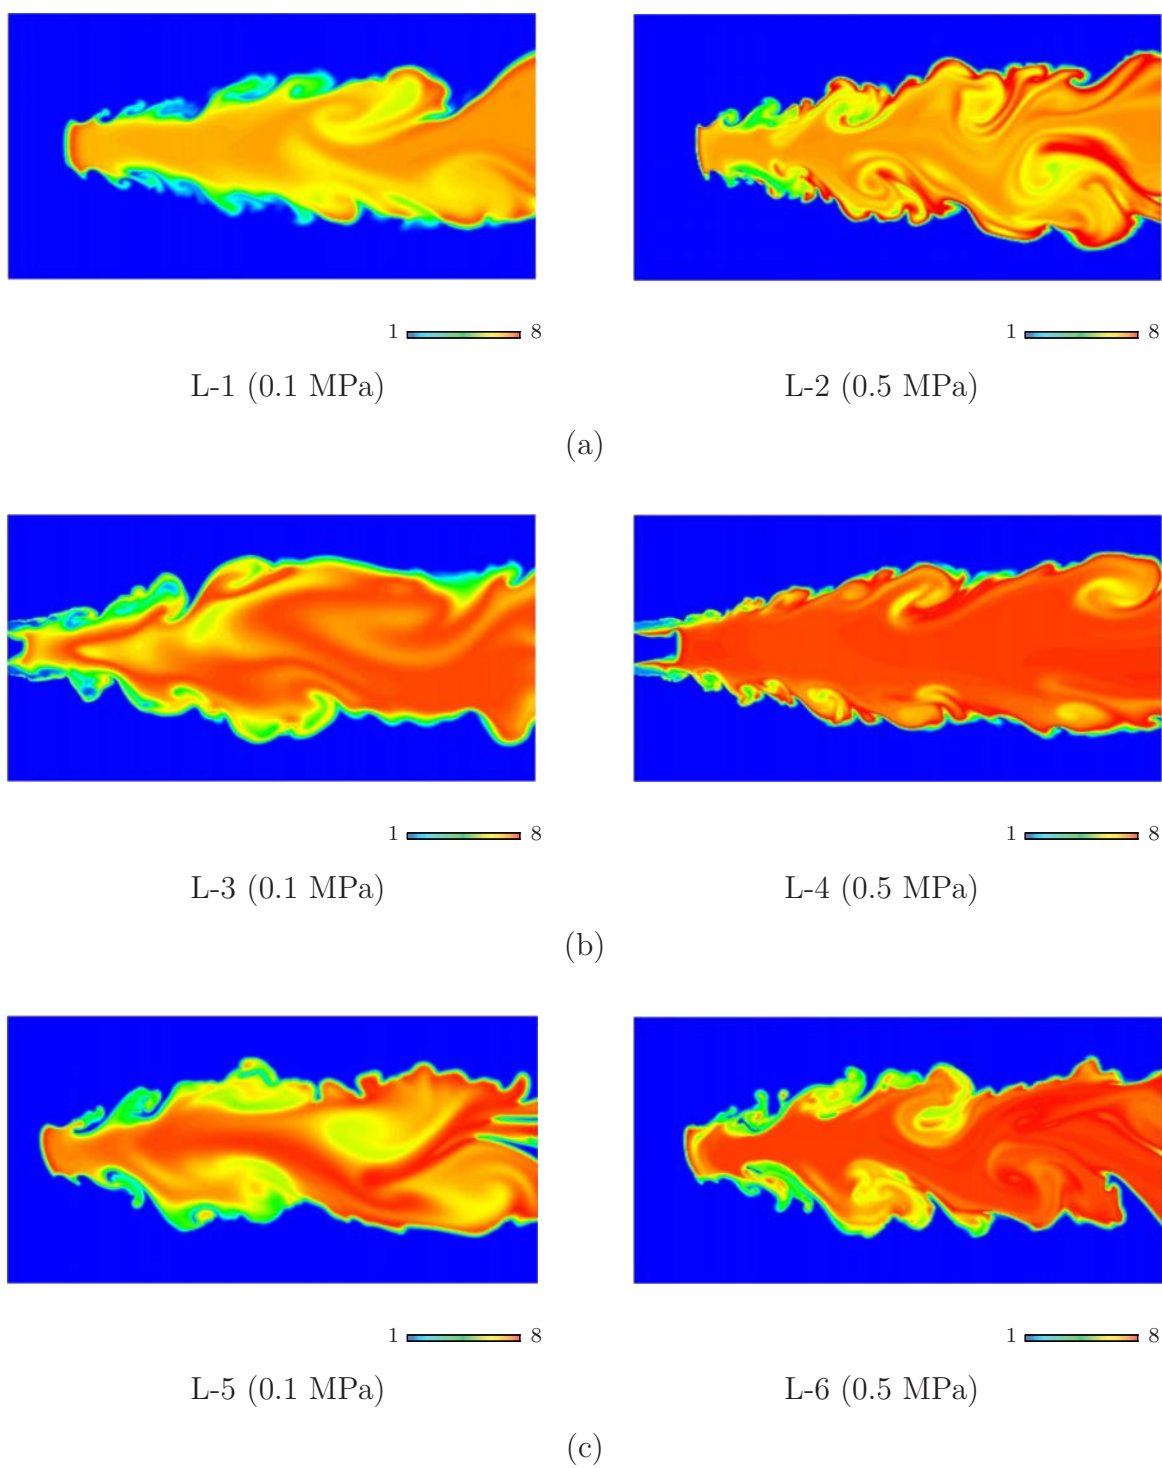 1 8 1 8
L-1 (0.1 MPa) L-2 (0.5 MPa)
(a)
1 8 1 8
L-3 (0.1 MPa) L-4 (0.5 MPa)
(b)
1 8 1 8
L-5 (0.1 MPa) L-6 (0.5 MPa)
(c)